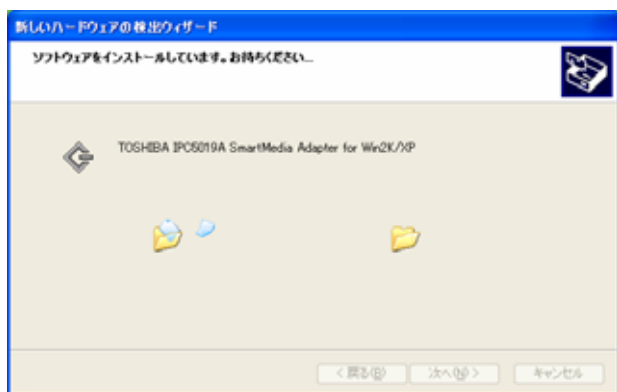 新しいハードウェアの検出ウィザード
ソフトウェアをインストールしています。お待ちください...
TOSHIBA IPC5019A SmartMedia Adapter for Win2K/XP
< 戻る(B) 次へ(N) > キャンセル